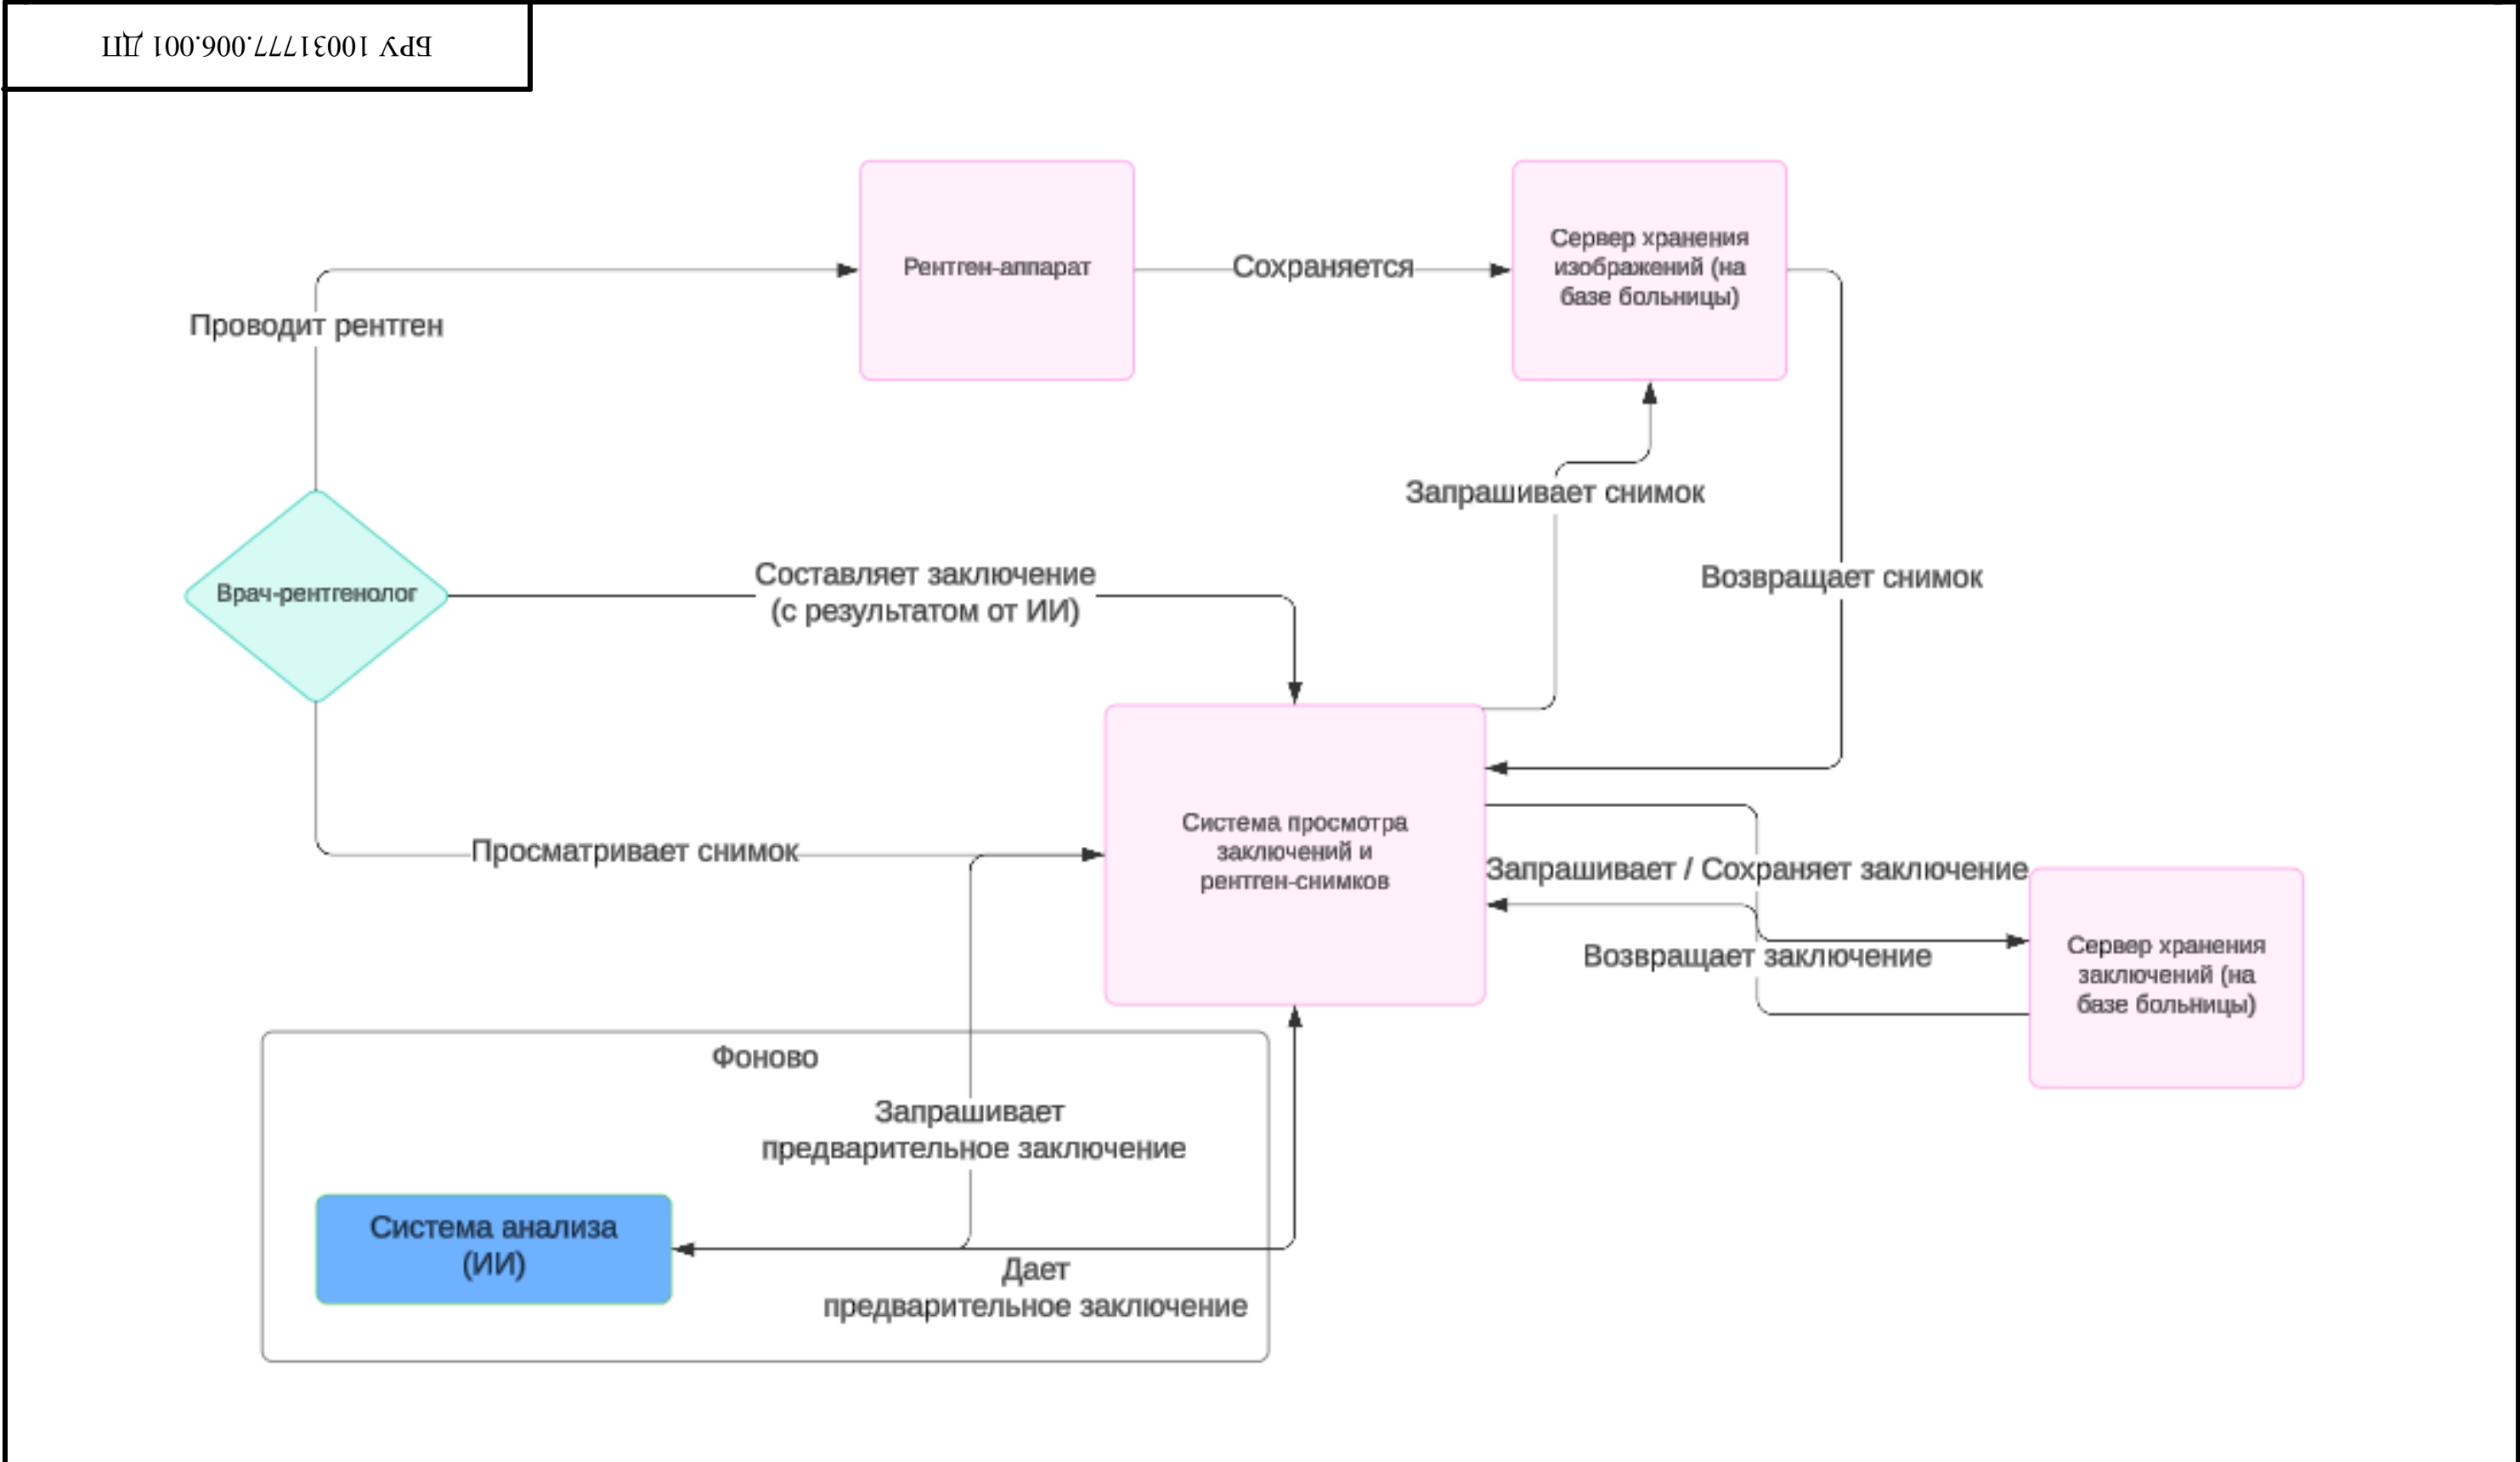 БРУ 10031777.006.001 ДП
Рентген-аппарат
Сохраняется
Сервер хранения
изображений (на
базе больницы)
Проводит рентген
Запрашивает снимок
Врач-рентгенолог
Составляет заключение
(с результатом от ИИ)
Возвращает снимок
Просматривает снимок
Система просмотра
заключений и
рентген-снимков
Запрашивает / Сохраняет заключение
Возвращает заключение
Сервер хранения
заключений (на
базе больницы)
Фоново
Запрашивает
предварительное заключение
Система анализа
(ИИ)
Дает
предварительное заключение